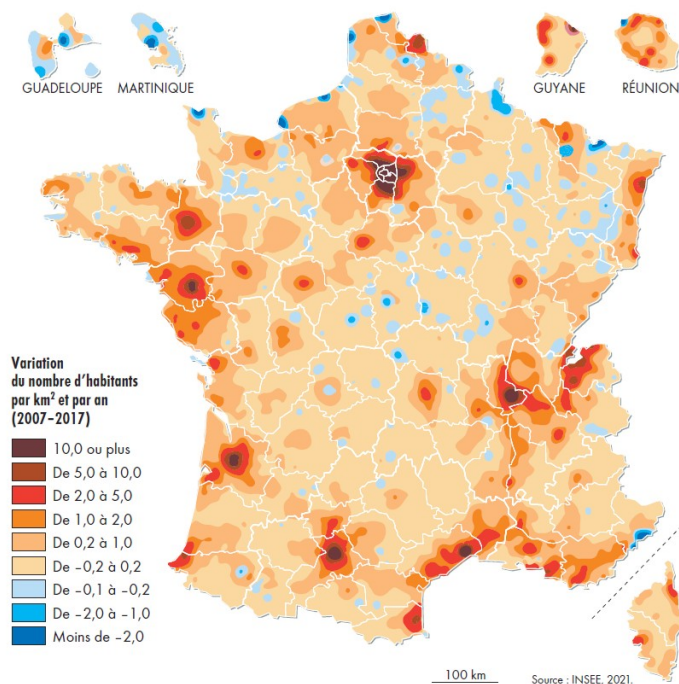 GUADELOUPE
MARTINIQUE
GUYANE
RÉUNION
Variation
du nombre d'habitants
par km² et par an
(2007-2017)
10,0 ou plus
De 5,0 à 10,0
De 2,0 à 5,0
De 1,0 à 2,0
De 0,2 à 1,0
De −0,2 à 0,2
De −0,1 à −0,2
De −2,0 à −1,0
Moins de −2,0
100 km
Source : INSEE. 2021.